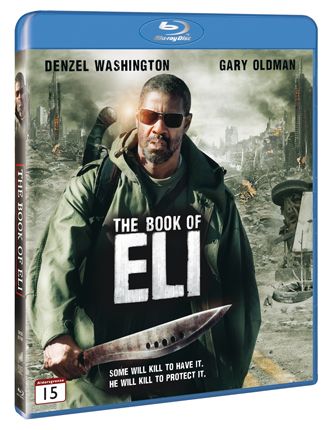 Blu-ray Disc
DENZEL WASHINGTON
GARY OLDMAN
THE BOOK OF
ELI
SOME WILL KILL TO HAVE IT.
HE WILL KILL TO PROTECT IT.
Aldersgrense
15
THE BOOK OF ELI